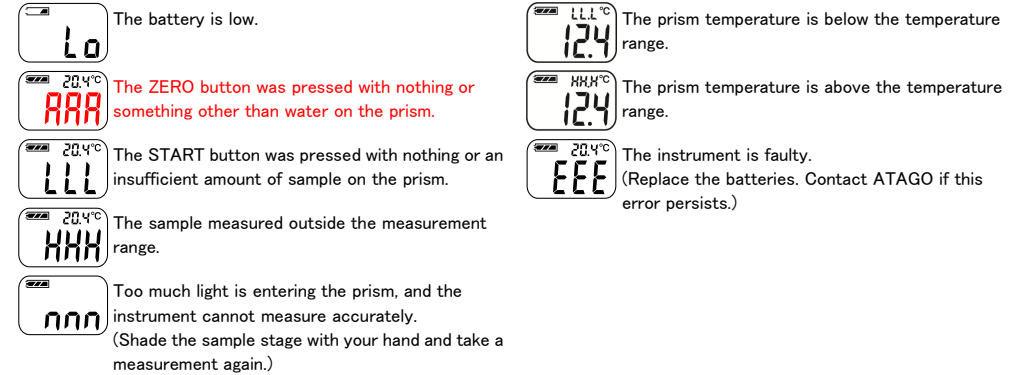 Lo
The battery is low.
20.4°C
AAA
The ZERO button was pressed with nothing or
something other than water on the prism.
20.4°C
LLL
The START button was pressed with nothing or an
insufficient amount of sample on the prism.
20.4°C
HHH
The sample measured outside the measurement
range.
nnn
Too much light is entering the prism, and the
instrument cannot measure accurately.
(Shade the sample stage with your hand and take a
measurement again.)
LL.L°C
12.4
The prism temperature is below the temperature
range.
HH.H°C
12.4
The prism temperature is above the temperature
range.
20.4°C
EEE
The instrument is faulty.
(Replace the batteries. Contact ATAGO if this
error persists.)